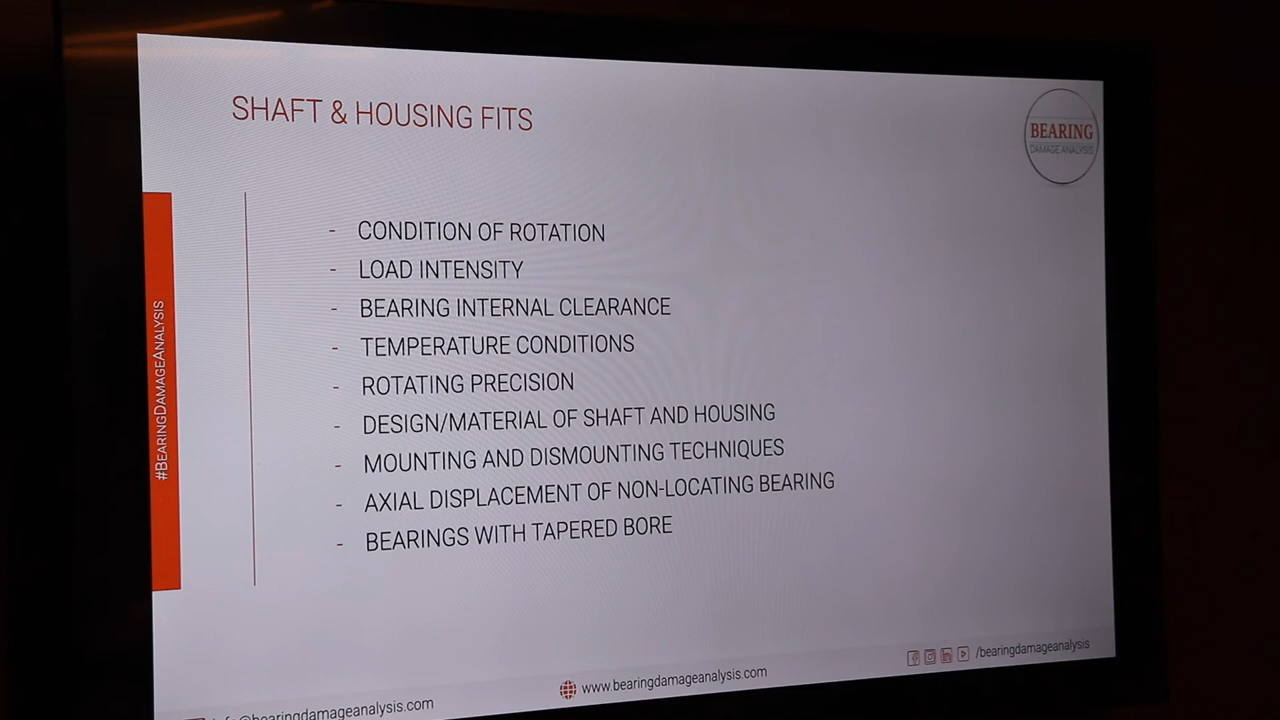 SHAFT & HOUSING FITS
BEARING
DAMAGE ANALYSIS
#BEARINGDAMAGEANALYSIS
- CONDITION OF ROTATION
- LOAD INTENSITY
- BEARING INTERNAL CLEARANCE
- TEMPERATURE CONDITIONS
- ROTATING PRECISION
- DESIGN/MATERIAL OF SHAFT AND HOUSING
- MOUNTING AND DISMOUNTING TECHNIQUES
- AXIAL DISPLACEMENT OF NON-LOCATING BEARING
- BEARINGS WITH TAPERED BORE
info@bearingdamageanalysis.com
www.bearingdamageanalysis.com
/bearingdamageanalysis